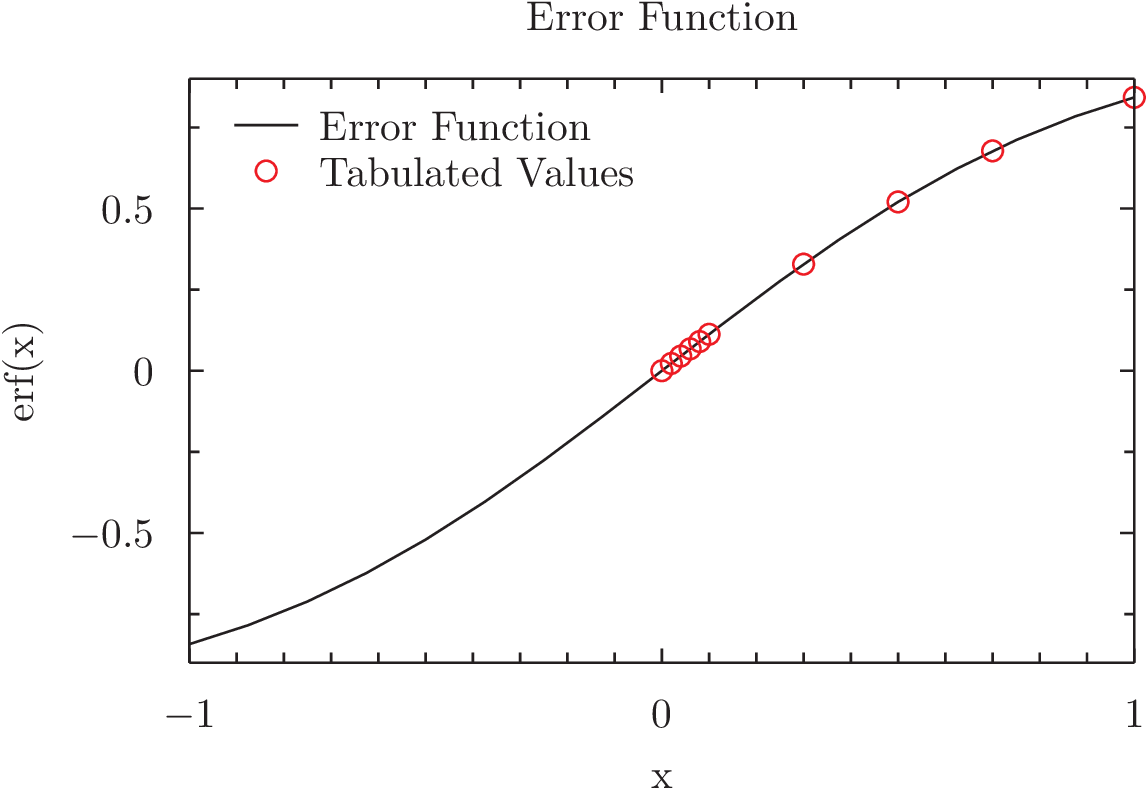 Error Function
Error Function
Tabulated Values
0.5
0
−0.5
erf(x)
−1
0
1
x